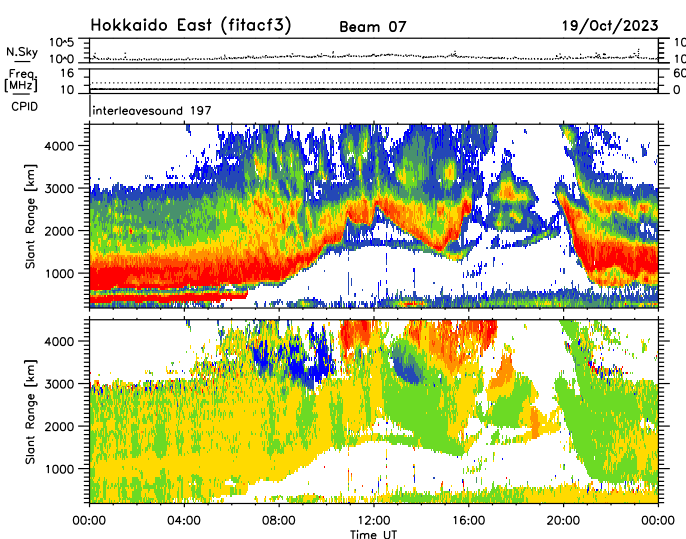 Hokkaido East (fitacf3) Beam 07 19/Oct/2023
N.Sky 10^5 10^0 10 10
Freq. [MHz] 16 10 60 0
CPID interleavesound 197
Slant Range [km] 4000 3000 2000 1000
Slant Range [km] 4000 3000 2000 1000
00:00 04:00 08:00 12:00 16:00 20:00 00:00
Time UT